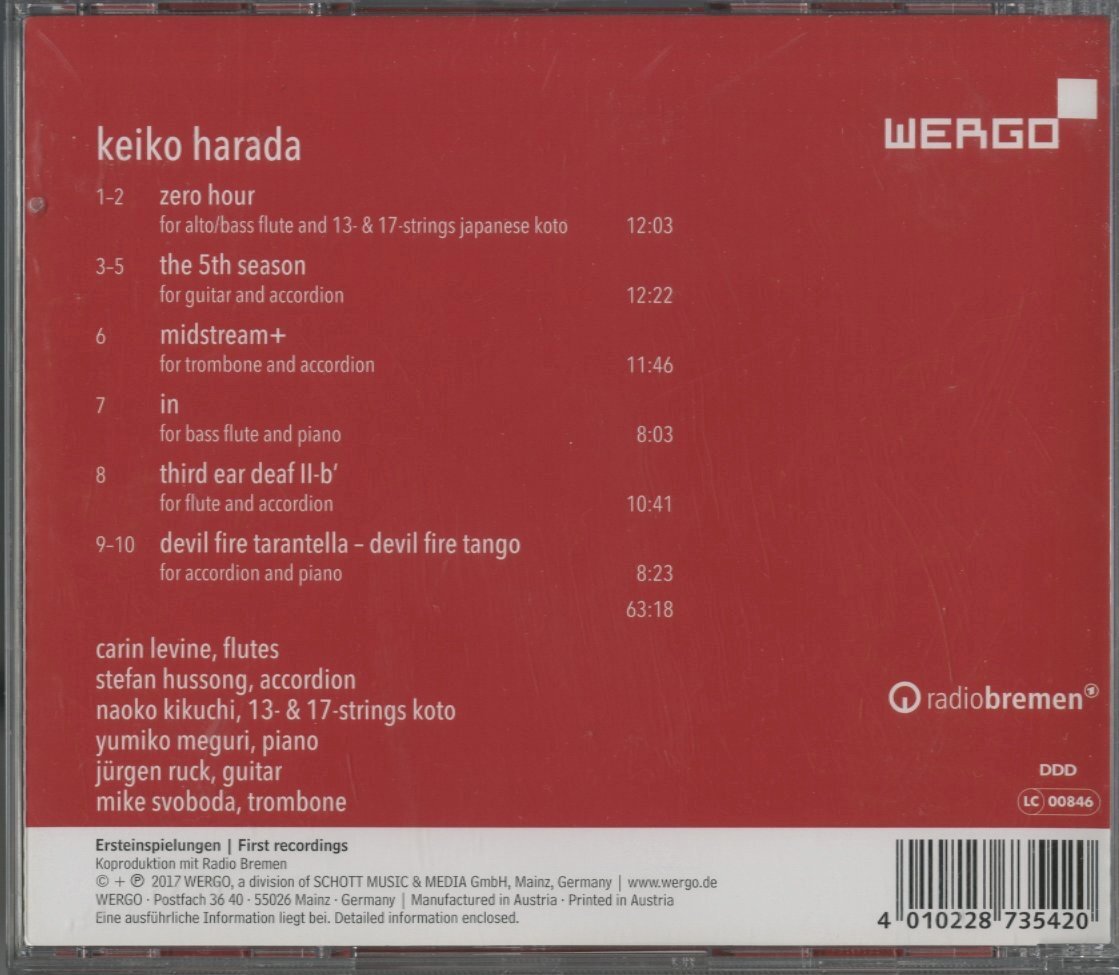 keiko harada
WERGO
1–2 zero hour
for alto/bass flute and 13- & 17-strings japanese koto 12:03
3–5 the 5th season
for guitar and accordion 12:22
6 midstream+
for trombone and accordion 11:46
7 in
for bass flute and piano 8:03
8 third ear deaf II-b′
for flute and accordion 10:41
9–10 devil fire tarantella – devil fire tango
for accordion and piano 8:23
63:18
carin levine, flutes
stefan hussong, accordion
naoko kikuchi, 13- & 17-strings koto
yumiko meguri, piano
jürgen ruck, guitar
mike svoboda, trombone
radiobremen
DDD
LC 00846
Ersteinspielungen | First recordings
Koproduktion mit Radio Bremen
© + ℗ 2017 WERGO, a division of SCHOTT MUSIC & MEDIA GmbH, Mainz, Germany | www.wergo.de
WERGO · Postfach 36 40 · 55026 Mainz · Germany | Manufactured in Austria · Printed in Austria
Eine ausführliche Information liegt bei. Detailed information enclosed.
4 010228 735420